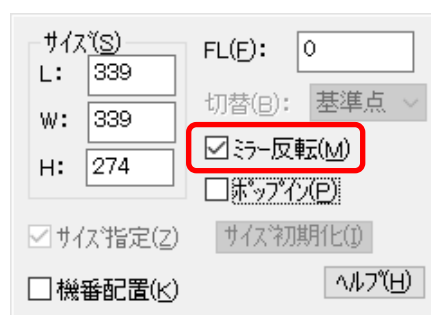 サイズ(S)
L: 339
W: 339
H: 274
FL(F): 0
切替(B): 基準点
ミラー反転(M)
ポップイン(P)
サイズ指定(Z)
サイズ初期化(I)
機番配置(K)
ヘルプ(H)